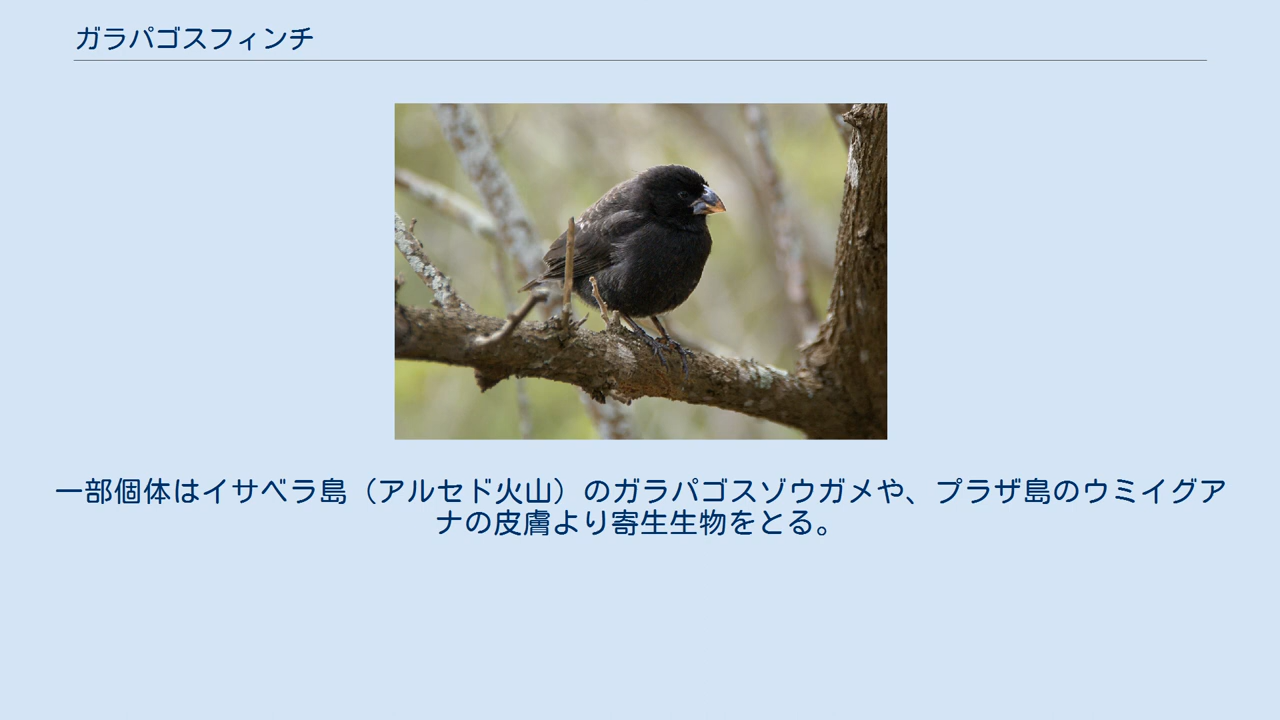 ガラパゴスフィンチ
一部個体はイサベラ島（アルセド火山）のガラパゴスゾウガメや、プラザ島のウミイグア
ナの皮膚より寄生生物をとる。